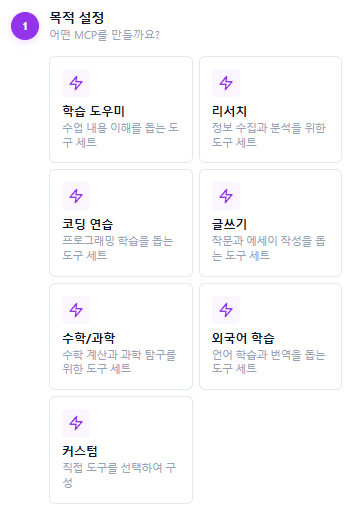 1
목적 설정
어떤 MCP를 만들까요?
학습 도우미
수업 내용 이해를 돕는 도
구 세트
리서치
정보 수집과 분석을 위한
도구 세트
코딩 연습
프로그래밍 학습을 돕는
도구 세트
글쓰기
작문과 에세이 작성을 돕
는 도구 세트
수학/과학
수학 계산과 과학 탐구를
위한 도구 세트
외국어 학습
언어 학습과 번역을 돕는
도구 세트
커스텀
직접 도구를 선택하여 구
성